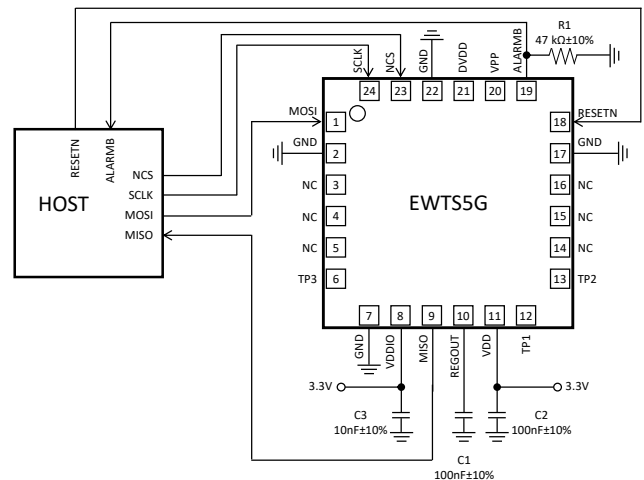 R1
47 kΩ±10%
SCLK
NCS
GND
DVDD
VPP
ALARMB
24
23
22
21
20
19
RESETN
ALARMB
MOSI
1
18
RESETN
GND
2
17
GND
NCS
NC
3
16
NC
SCLK
HOST
EWTS5G
MOSI
NC
4
15
NC
MISO
NC
5
14
NC
TP3
6
13
TP2
7
8
9
10
11
12
GND
VDDIO
MISO
REGOUT
VDD
TP1
3.3V
3.3V
C3
10nF±10%
C2
100nF±10%
C1
100nF±10%